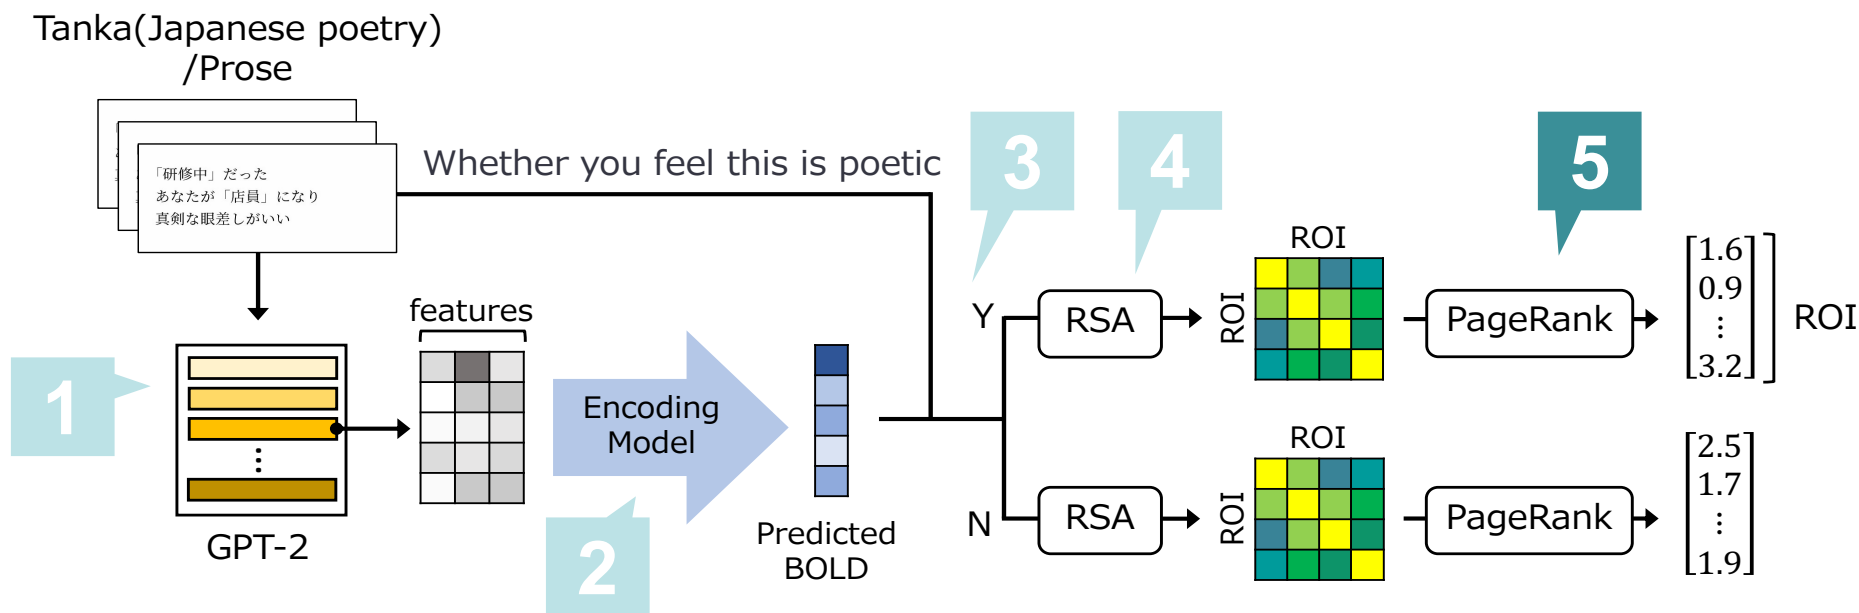 Tanka(Japanese poetry)
/Prose
「研修中」だった
あなたが「店員」になり
真剣な眼差しがいい
Whether you feel this is poetic
1
GPT-2
features
2
Encoding
Model
Predicted
BOLD
3
Y
N
4
RSA
ROI
ROI
5
PageRank
1.6
0.9
⋮
3.2
ROI
RSA
ROI
ROI
PageRank
2.5
1.7
⋮
1.9